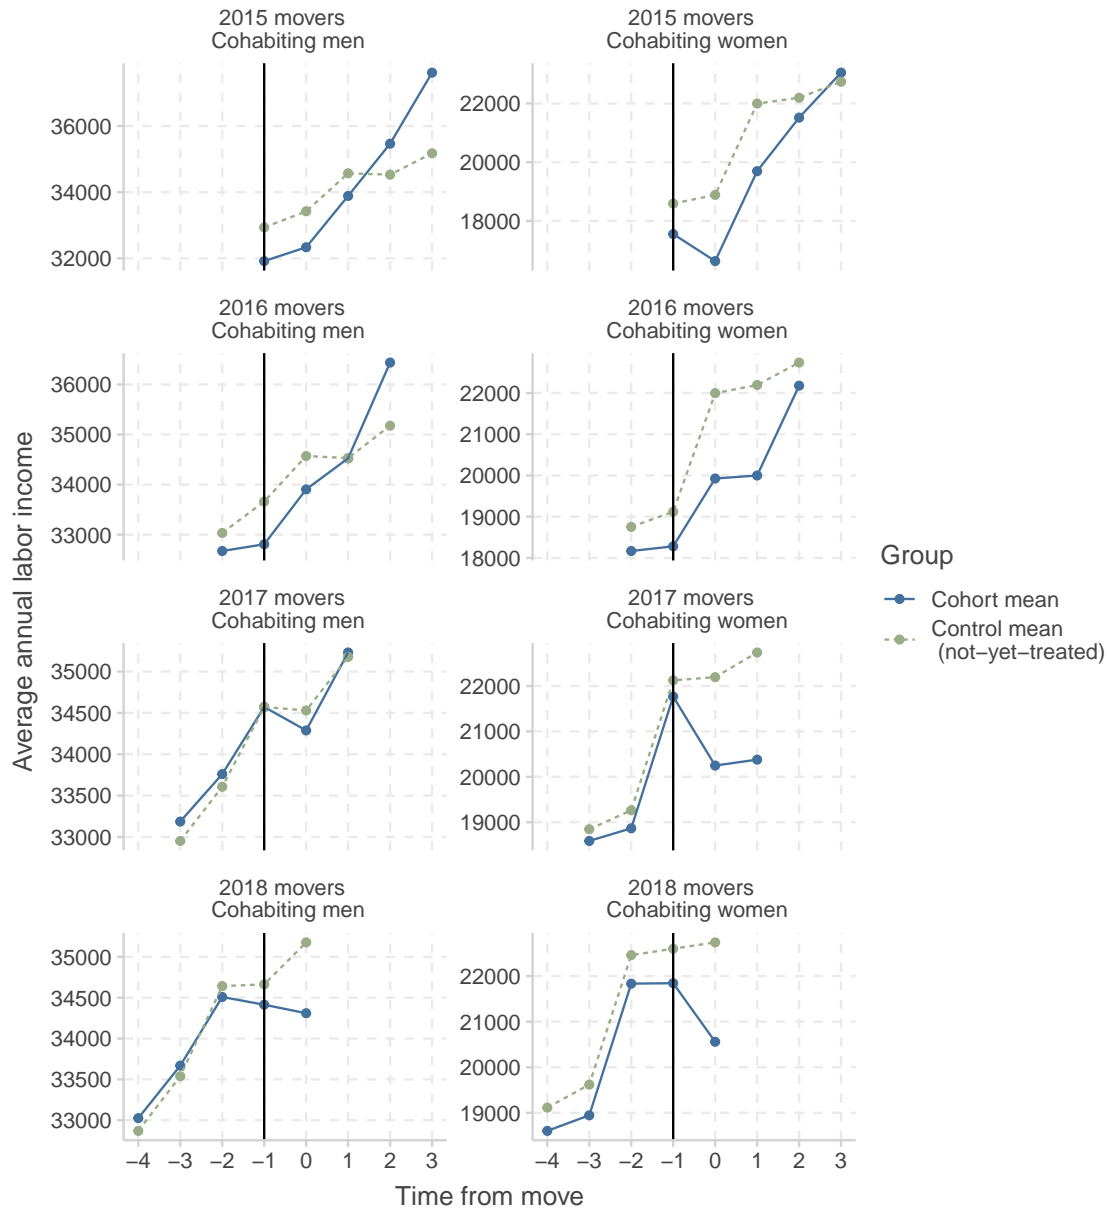 2015 movers
Cohabiting men
2015 movers
Cohabiting women
36000
34000
32000
22000
20000
18000
2016 movers
Cohabiting men
2016 movers
Cohabiting women
36000
35000
34000
33000
22000
21000
20000
19000
18000
2017 movers
Cohabiting men
2017 movers
Cohabiting women
35000
34500
34000
33500
33000
22000
21000
20000
19000
2018 movers
Cohabiting men
2018 movers
Cohabiting women
35000
34500
34000
33500
33000
22000
21000
20000
19000
−4 −3 −2 −1 0 1 2 3
−4 −3 −2 −1 0 1 2 3
Time from move
Average annual labor income
Group
Cohort mean
Control mean
(not−yet−treated)